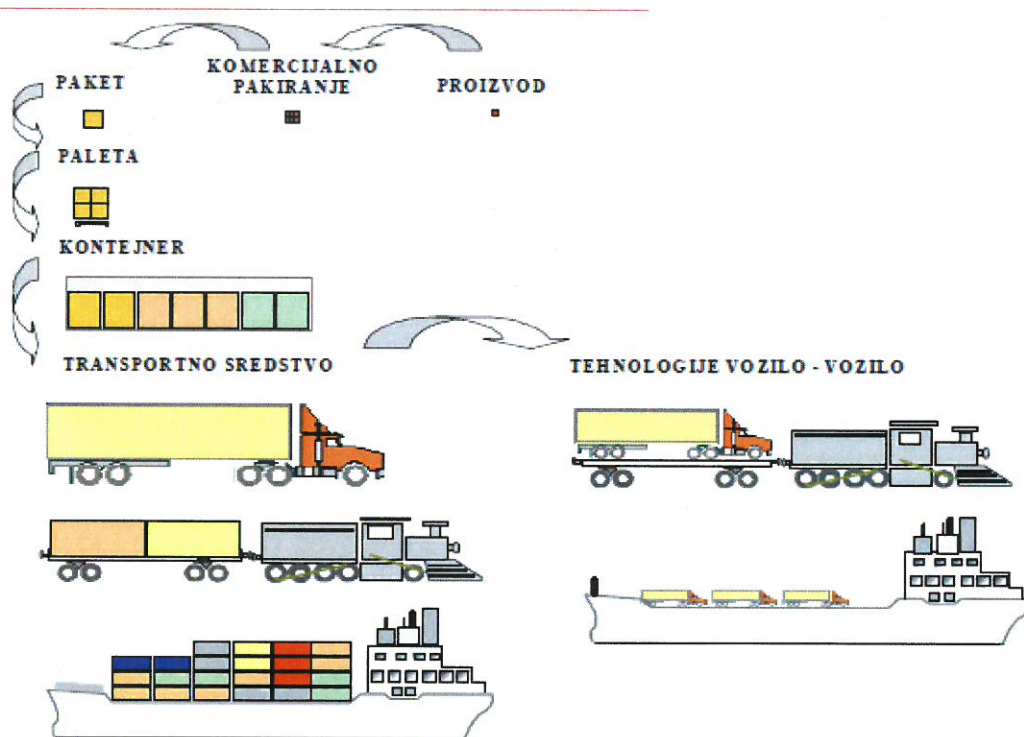 PAKET
KOMERCIJALNO
PAKIRANJE
PROIZVOD
PALETA
KONTEJNER
TRANSPORTNO SREDSTVO
TEHNOLOGIJE VOZILO - VOZILO